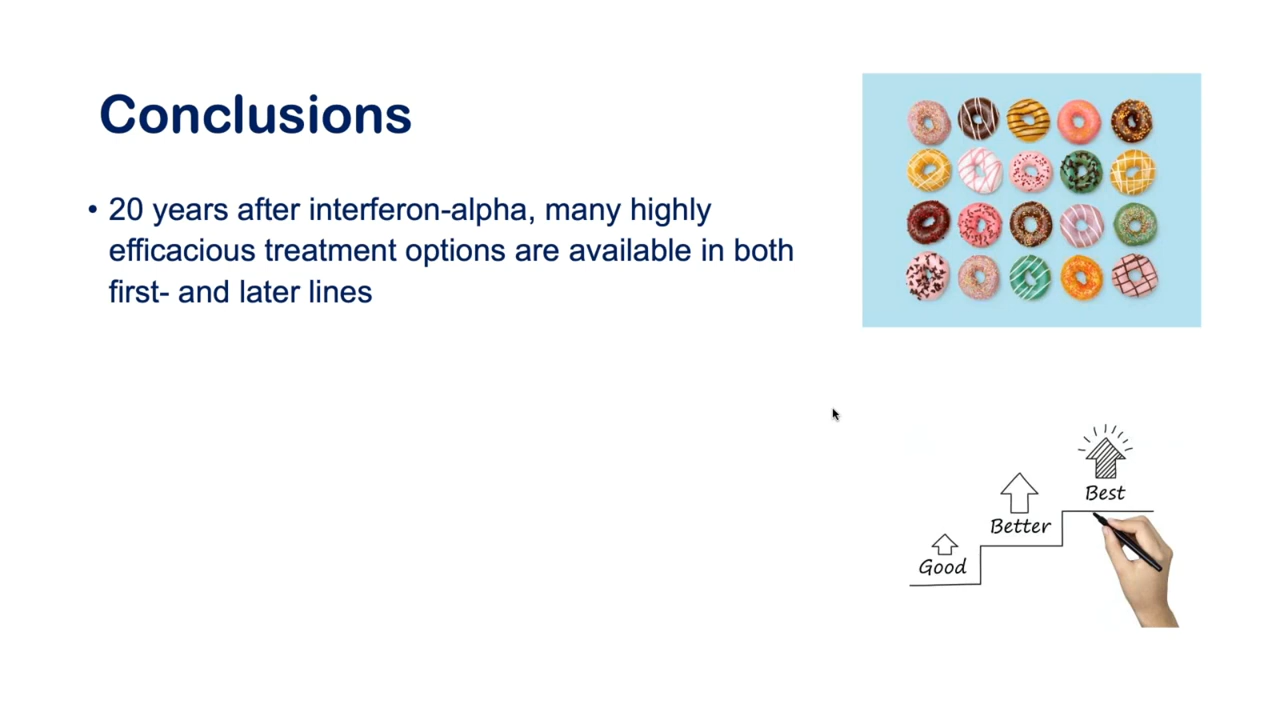 Conclusions
• 20 years after interferon-alpha, many highly
efficacious treatment options are available in both
first- and later lines
Best
Better
Good